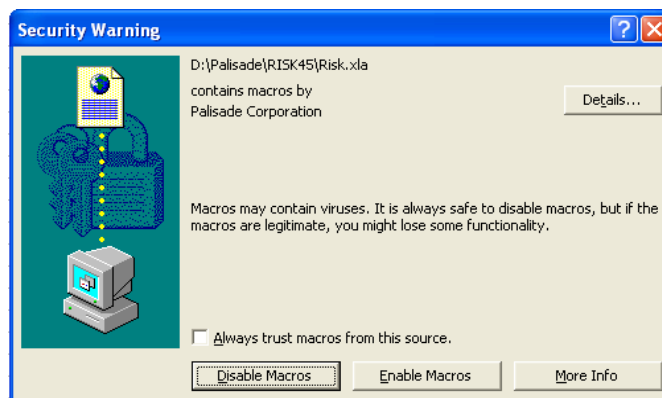 Security Warning
D:\Palisade\RISK45\Risk.xla
contains macros by
Palisade Corporation
Details...
Macros may contain viruses. It is always safe to disable macros, but if the
macros are legitimate, you might lose some functionality.
Always trust macros from this source.
Disable Macros
Enable Macros
More Info